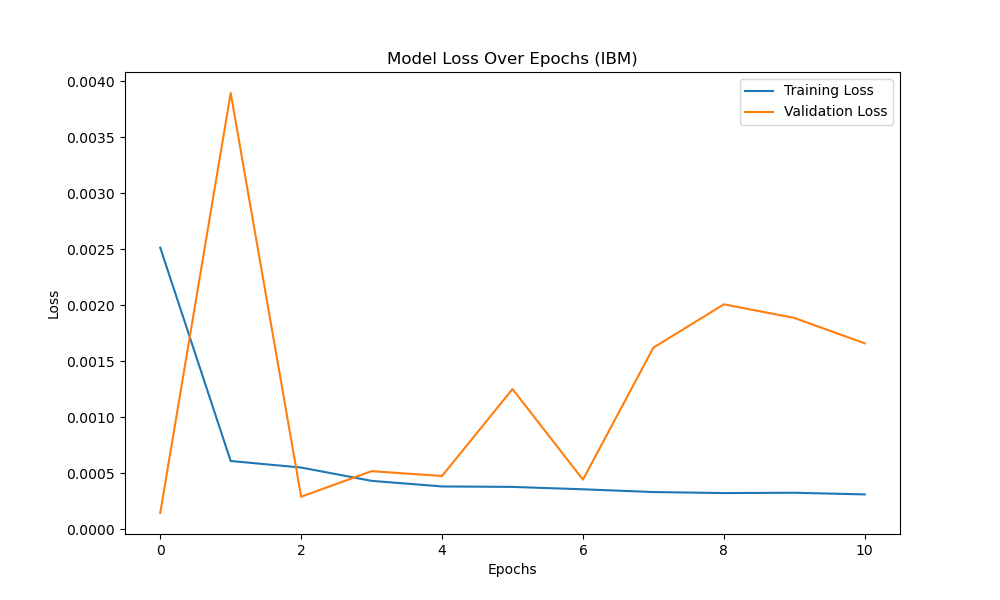 Model Loss Over Epochs (IBM)
Training Loss
Validation Loss
0.0040
0.0035
0.0030
0.0025
0.0020
0.0015
0.0010
0.0005
0.0000
Loss
0 2 4 6 8 10
Epochs